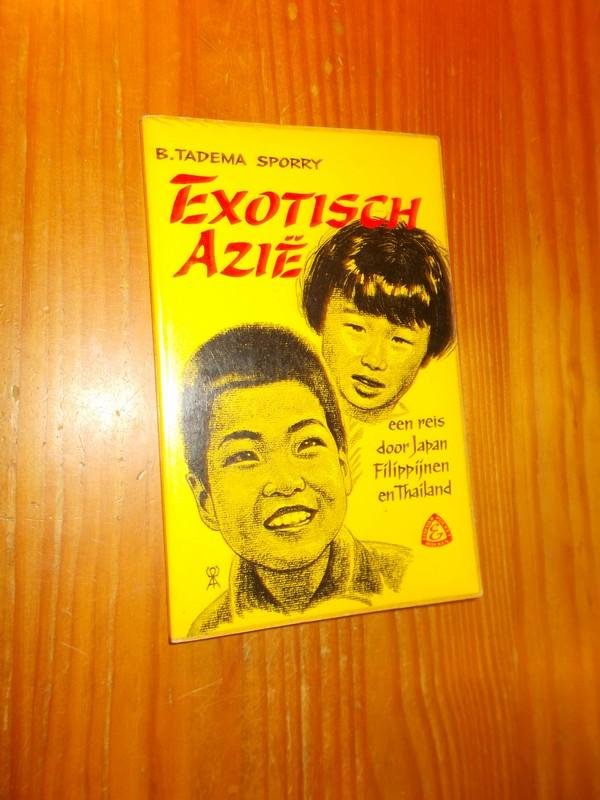 B. TADEMA SPORRY
EXOTISCH
AZIË
een reis
door Japan
Filippijnen
en Thailand
&